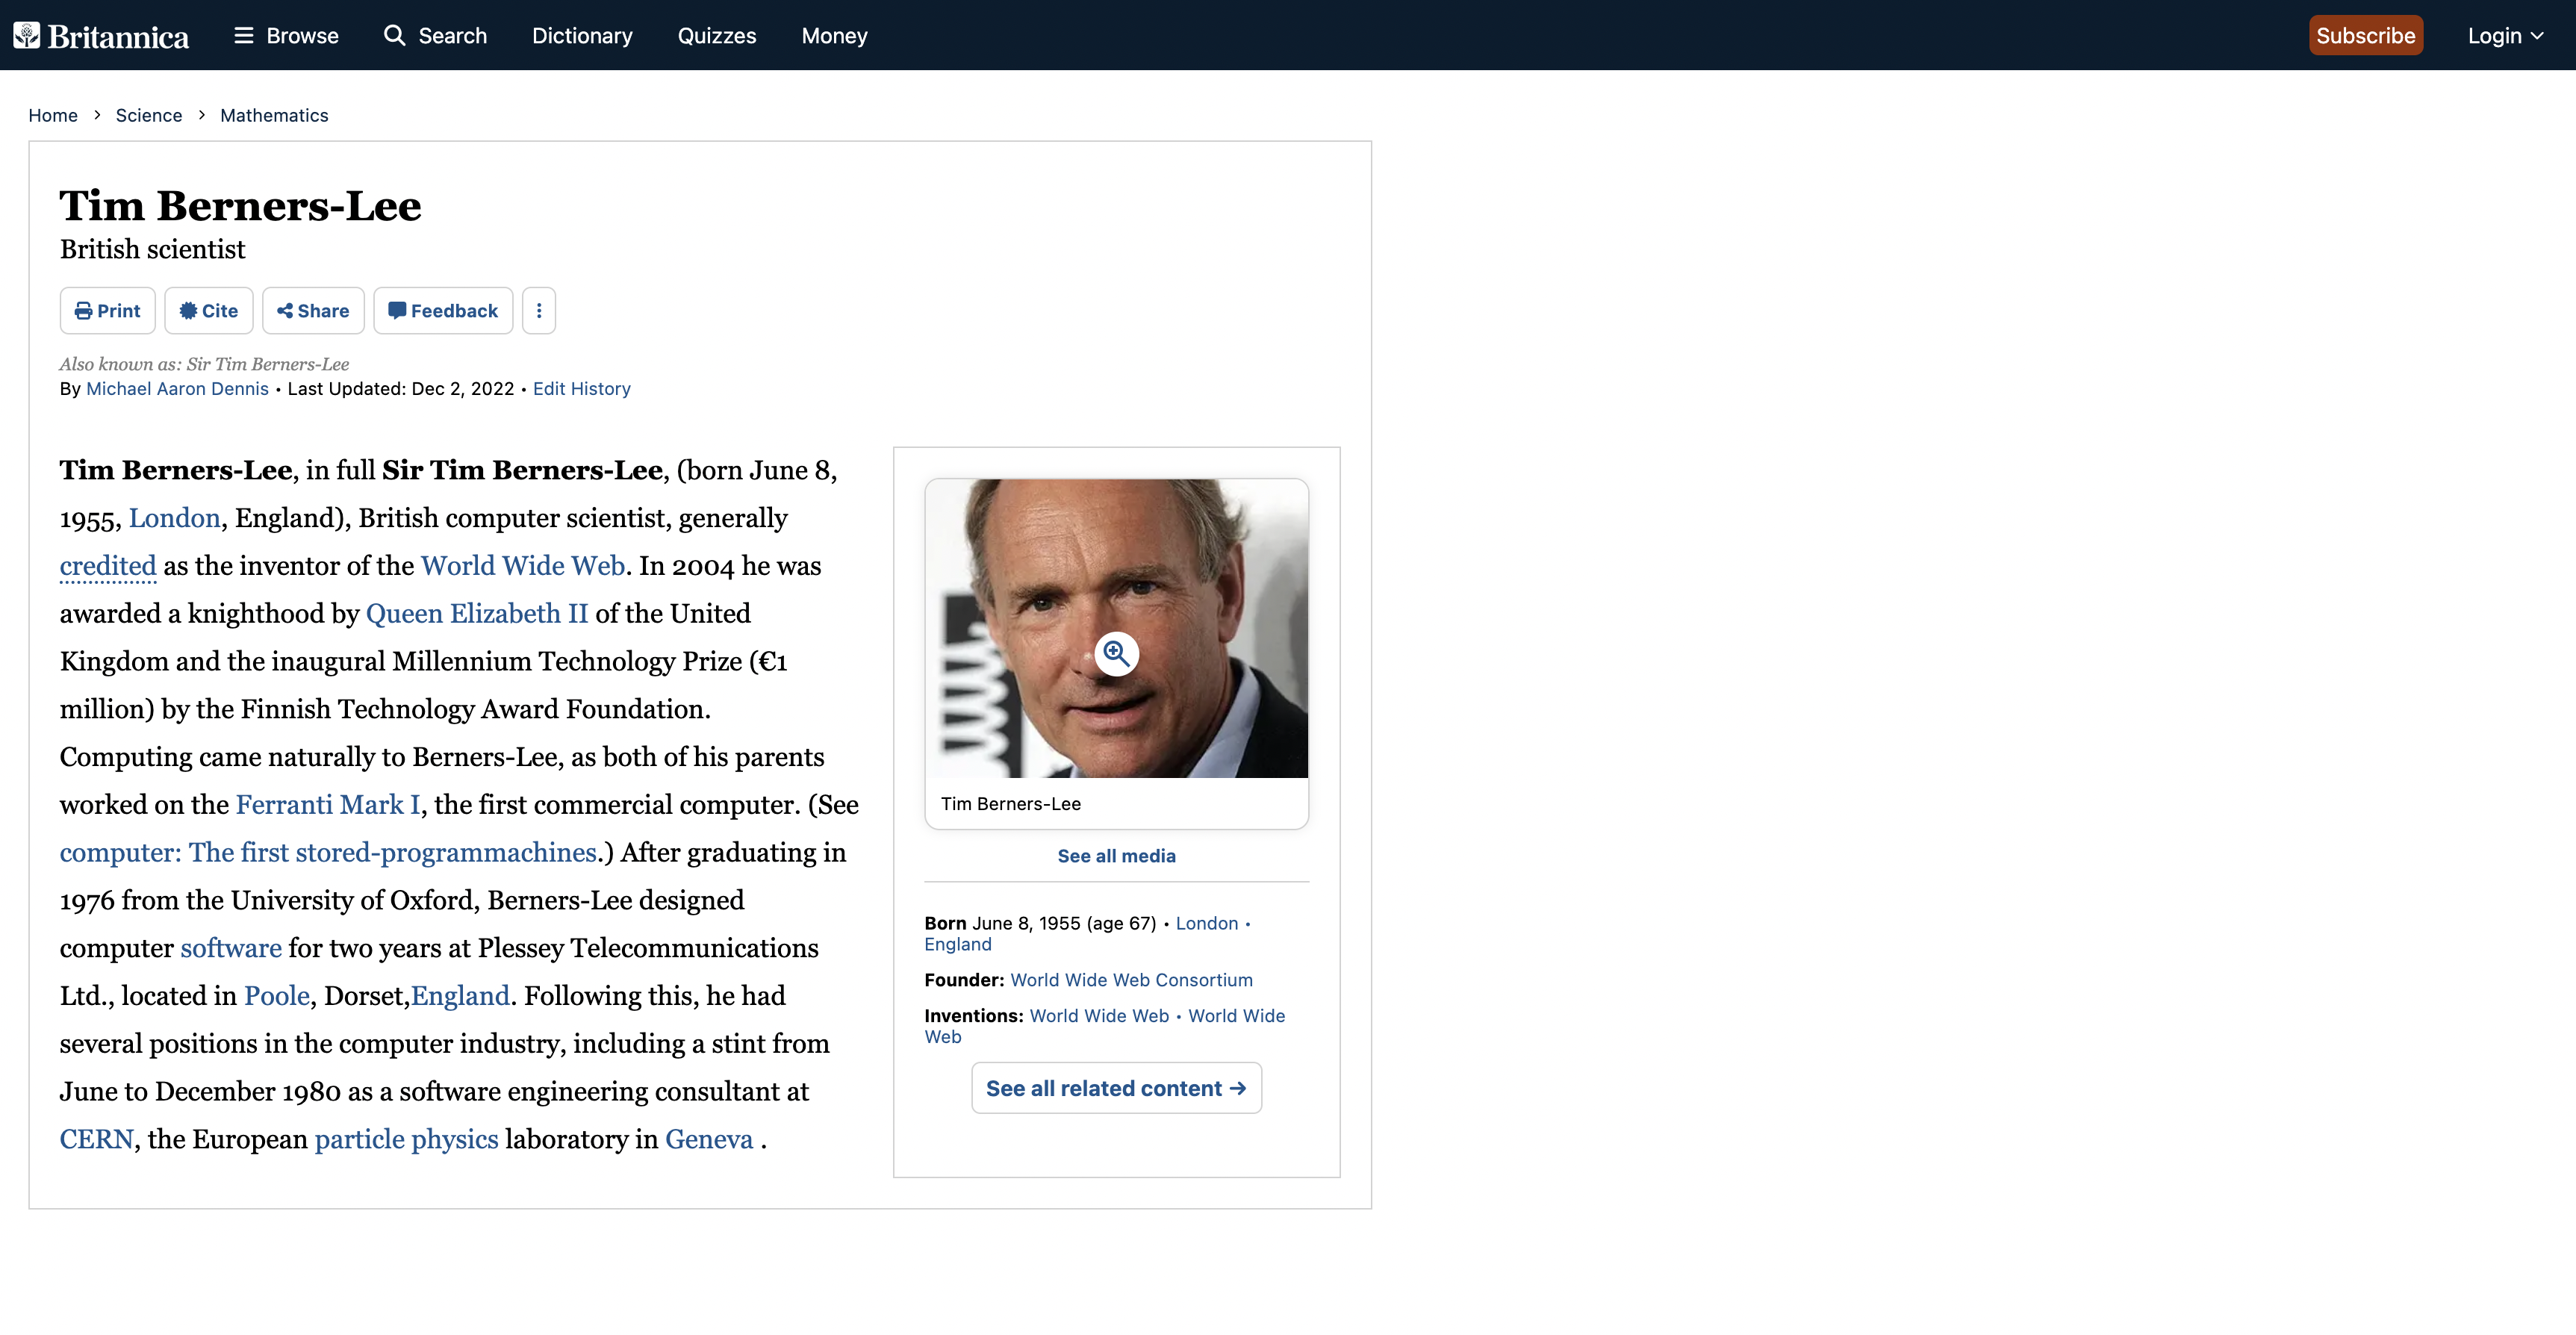 Britannica Browse Search Dictionary Quizzes Money Subscribe Login
Home > Science > Mathematics
Tim Berners-Lee
British scientist
Print Cite Share Feedback
Also known as: Sir Tim Berners-Lee
By Michael Aaron Dennis • Last Updated: Dec 2, 2022 • Edit History
Tim Berners-Lee, in full Sir Tim Berners-Lee, (born June 8,
1955, London, England), British computer scientist, generally
credited as the inventor of the World Wide Web. In 2004 he was
awarded a knighthood by Queen Elizabeth II of the United
Kingdom and the inaugural Millennium Technology Prize (€1
million) by the Finnish Technology Award Foundation.
Computing came naturally to Berners-Lee, as both of his parents
worked on the Ferranti Mark I, the first commercial computer. (See
computer: The first stored-programmachines.) After graduating in
1976 from the University of Oxford, Berners-Lee designed
computer software for two years at Plessey Telecommunications
Ltd., located in Poole, Dorset,England. Following this, he had
several positions in the computer industry, including a stint from
June to December 1980 as a software engineering consultant at
CERN, the European particle physics laboratory in Geneva .
Tim Berners-Lee
See all media
Born June 8, 1955 (age 67) • London •
England
Founder: World Wide Web Consortium
Inventions: World Wide Web • World Wide
Web
See all related content →